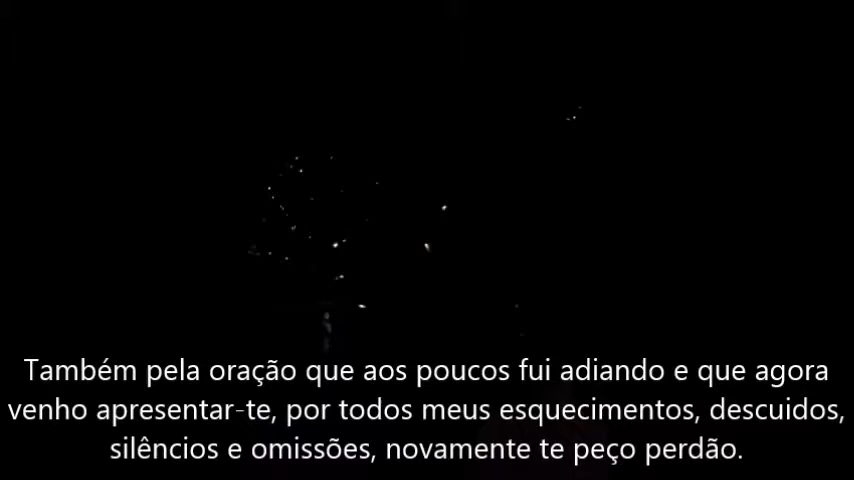 Também pela oração que aos poucos fui adiando e que agora
venho apresentar-te, por todos meus esquecimentos, descuidos,
silêncios e omissões, novamente te peço perdão.